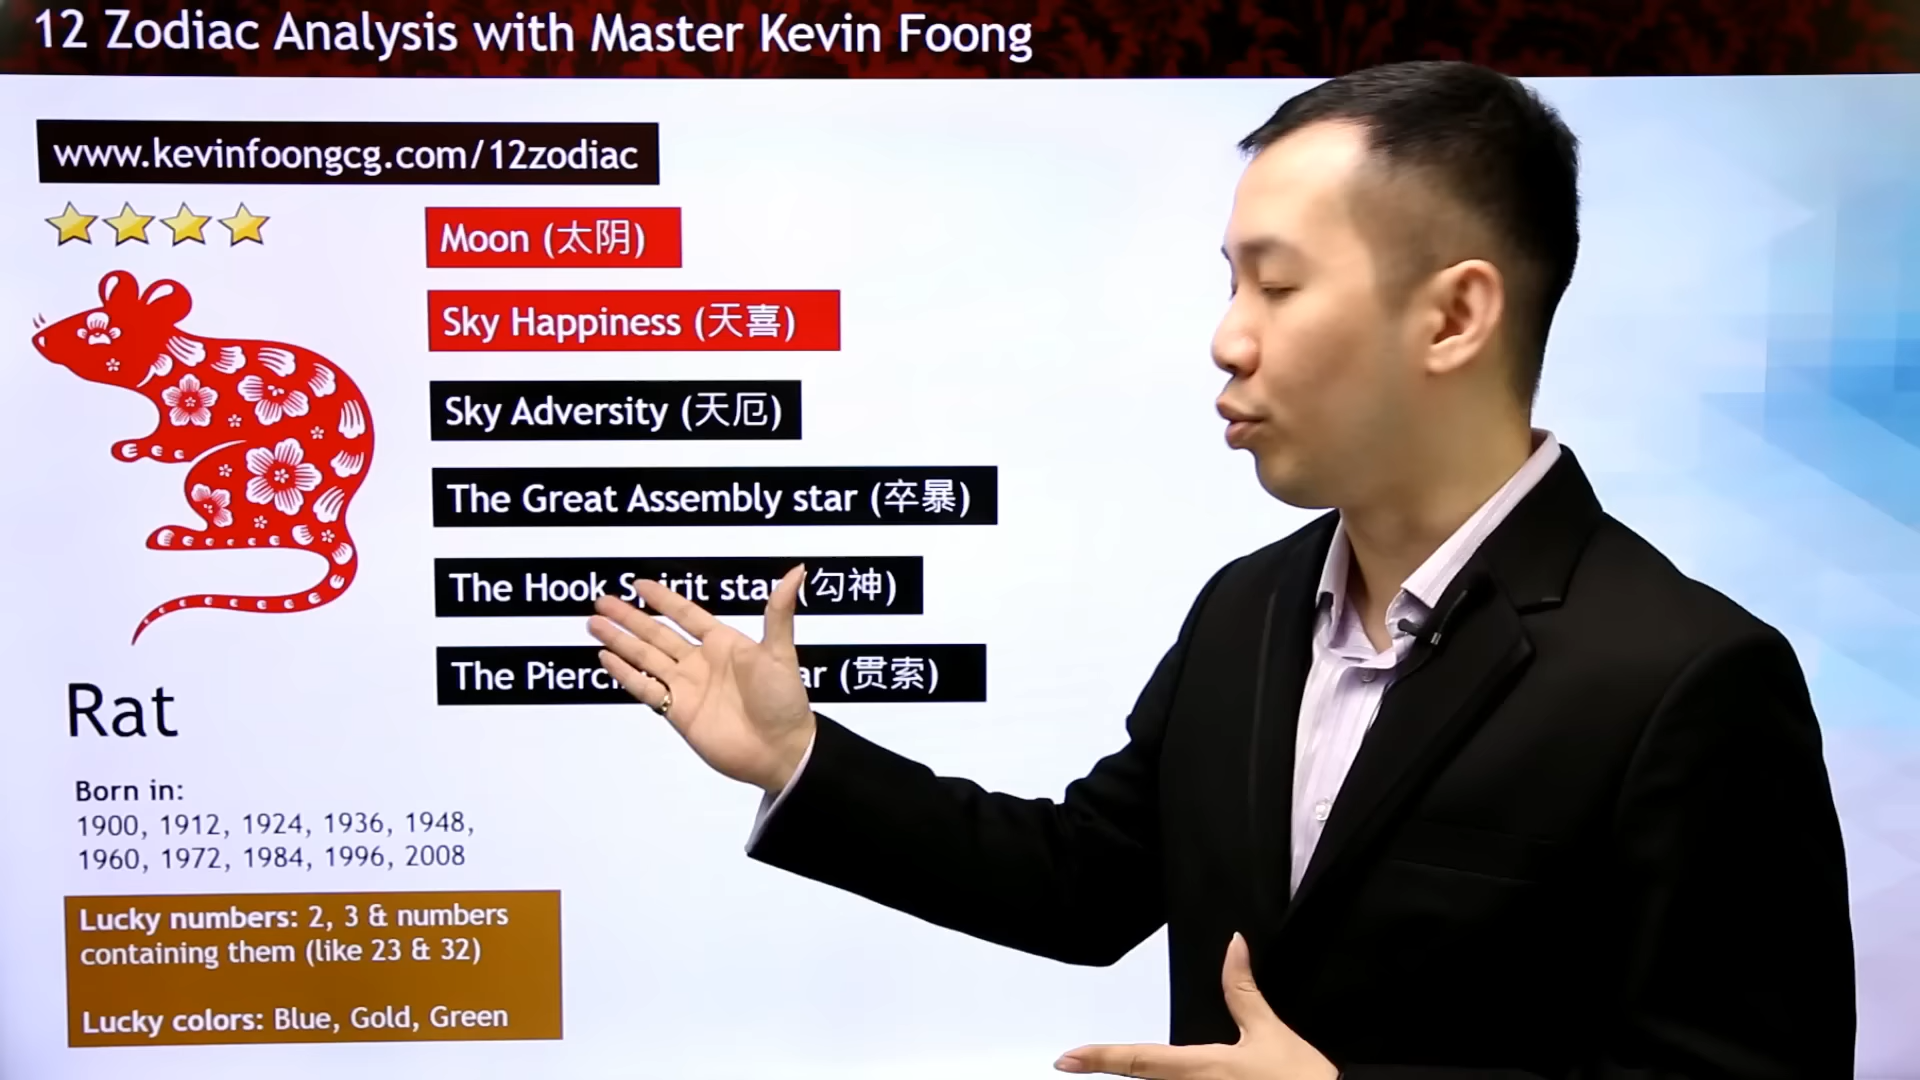 12 Zodiac Analysis with Master Kevin Foong
www.kevinfoongcg.com/12zodiac
Moon (太阴)
Sky Happiness (天喜)
Sky Adversity (天厄)
The Great Assembly star (卒暴)
The Hook Spirit star (勾神)
The (贯索)
Rat
Born in:
1900, 1912, 1924, 1936, 1948,
1960, 1972, 1984, 1996, 2008
Lucky numbers: 2, 3 & numbers
containing them (like 23 & 32)
Lucky colors: Blue, Gold, Green